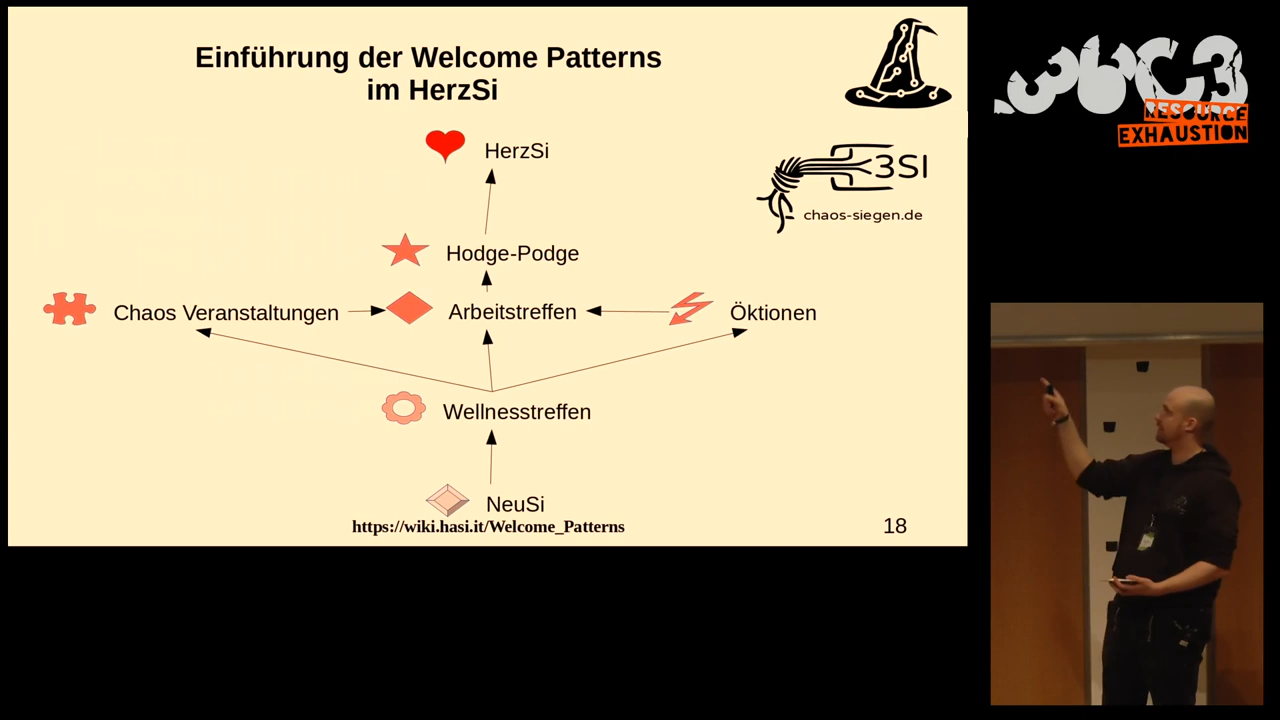 Einführung der Welcome Patterns
im HerzSi
HerzSi
3SI
chaos-siegen.de
Hodge-Podge
Chaos Veranstaltungen
Arbeitstreffen
Öktionen
Wellnesstreffen
NeuSi
https://wiki.hasi.it/Welcome_Patterns
18
36C3
RESOURCE
EXHAUSTION